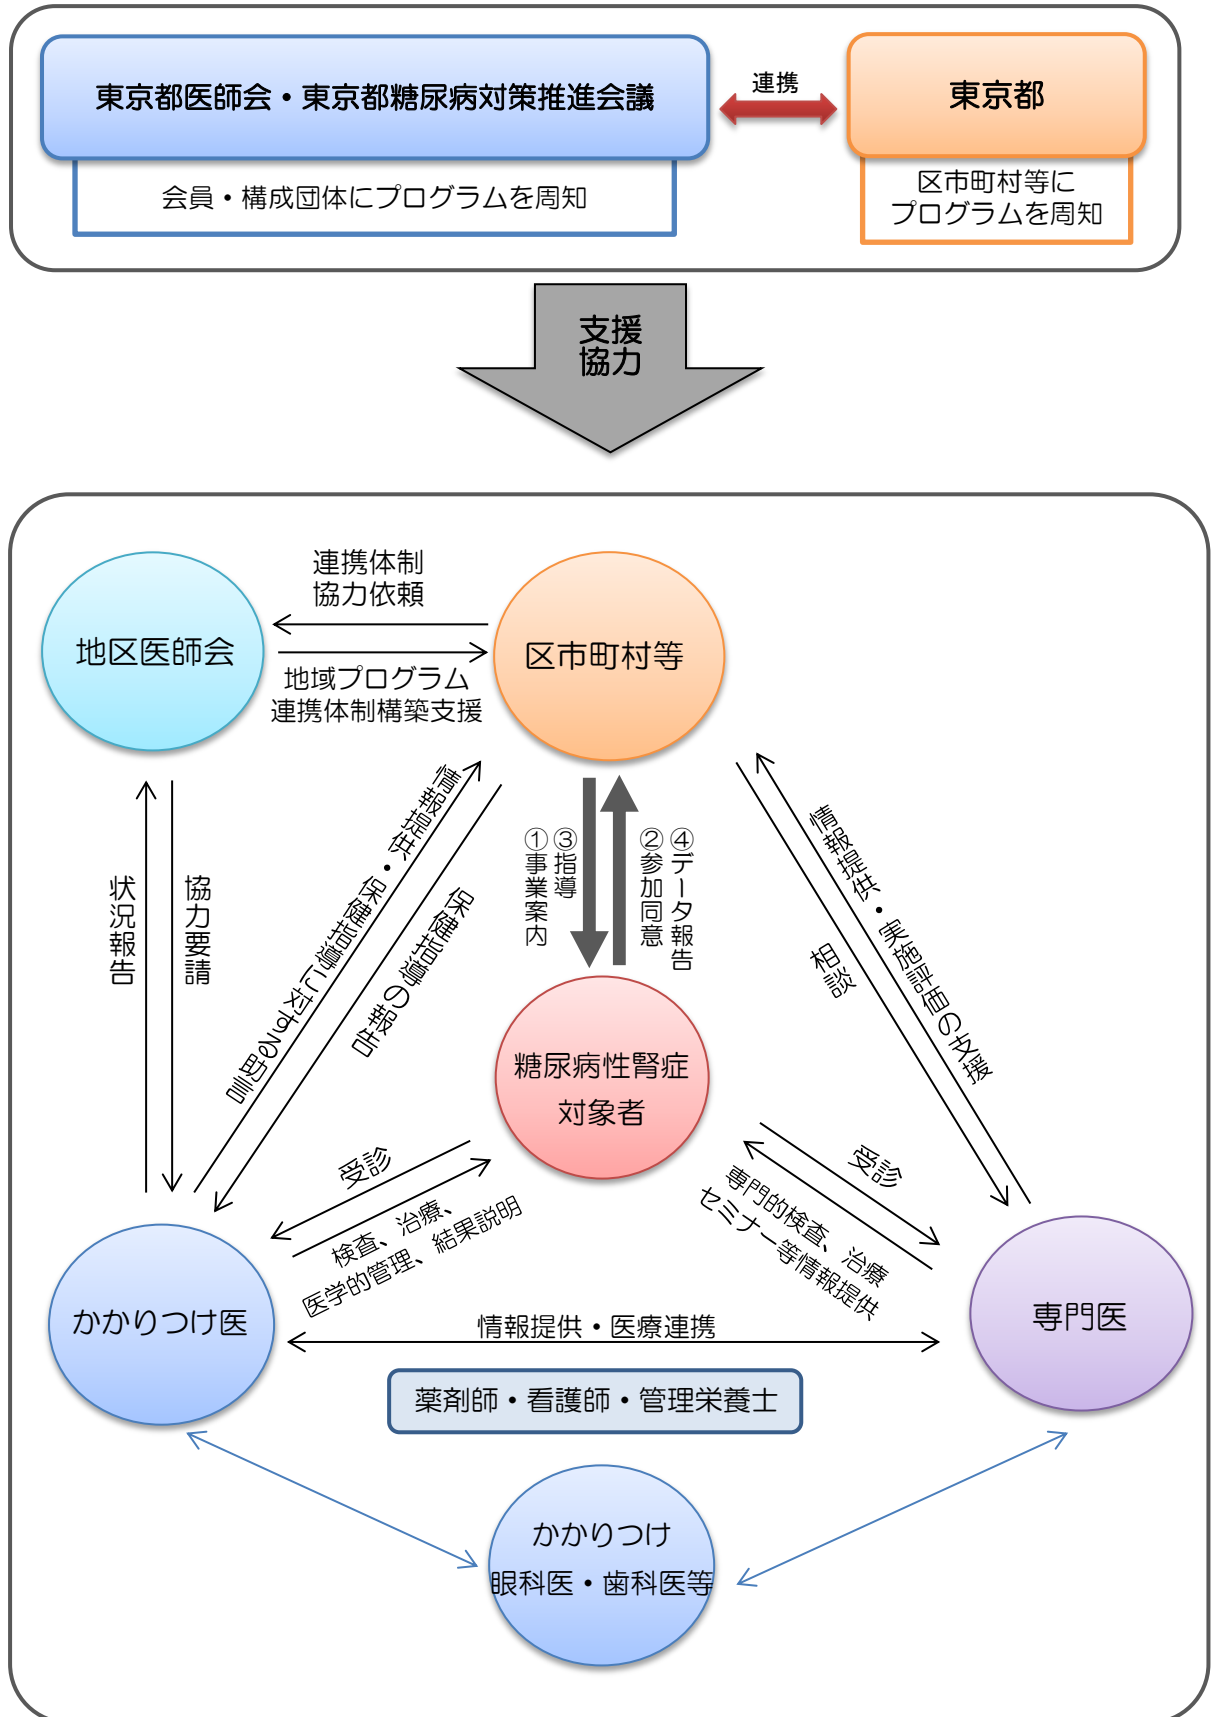 東京都医師会・東京都糖尿病対策推進会議
連携
東京都
会員・構成団体にプログラムを周知
区市町村等に
プログラムを周知
支援
協力
地区医師会
連携体制
協力依頼
地域プログラム
連携体制構築支援
区市町村等
状況報告
協力要請
情報提供・保健指導に対する助言
保健指導の報告
①事業案内
③指導
②参加同意
④データ報告
相談
情報提供・実施評価の支援
糖尿病性腎症
対象者
受診
検査、治療、
医学的管理、結果説明
受診
専門的検査、治療
セミナー等情報提供
かかりつけ医
情報提供・医療連携
専門医
薬剤師・看護師・管理栄養士
かかりつけ
眼科医・歯科医等